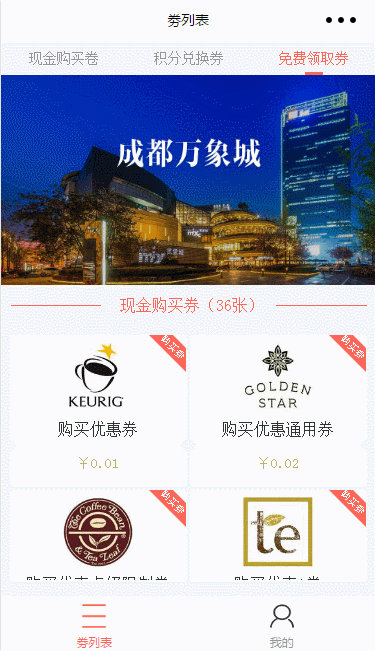 劵列表
现金购买卷
积分兑换券
免费领取券
成都万象城
现金购买券（36张）
购买券
KEURIG
购买优惠券
￥0.01
购买券
GOLDEN
STAR
购买优惠通用券
￥0.02
购买券
The Coffee Bean
& Tea Leaf
购买券
te
劵列表
我的